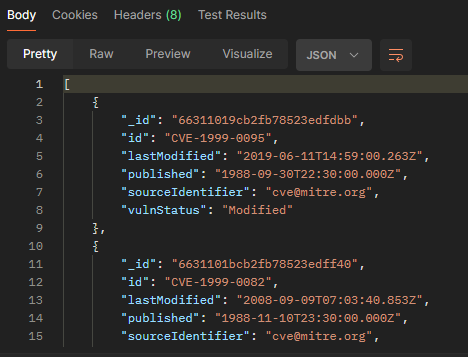 Body Cookies Headers (8) Test Results
Pretty Raw Preview Visualize JSON
1 [
2 {
3 "_id": "66311019cb2fb78523edfdbb",
4 "id": "CVE-1999-0095",
5 "lastModified": "2019-06-11T14:59:00.263Z",
6 "published": "1988-09-30T22:30:00.000Z",
7 "sourceIdentifier": "cve@mitre.org",
8 "vulnStatus": "Modified"
9 },
10 {
11 "_id": "6631101bcb2fb78523edff40",
12 "id": "CVE-1999-0082",
13 "lastModified": "2008-09-09T07:03:40.853Z",
14 "published": "1988-11-10T23:30:00.000Z",
15 "sourceIdentifier": "cve@mitre.org",